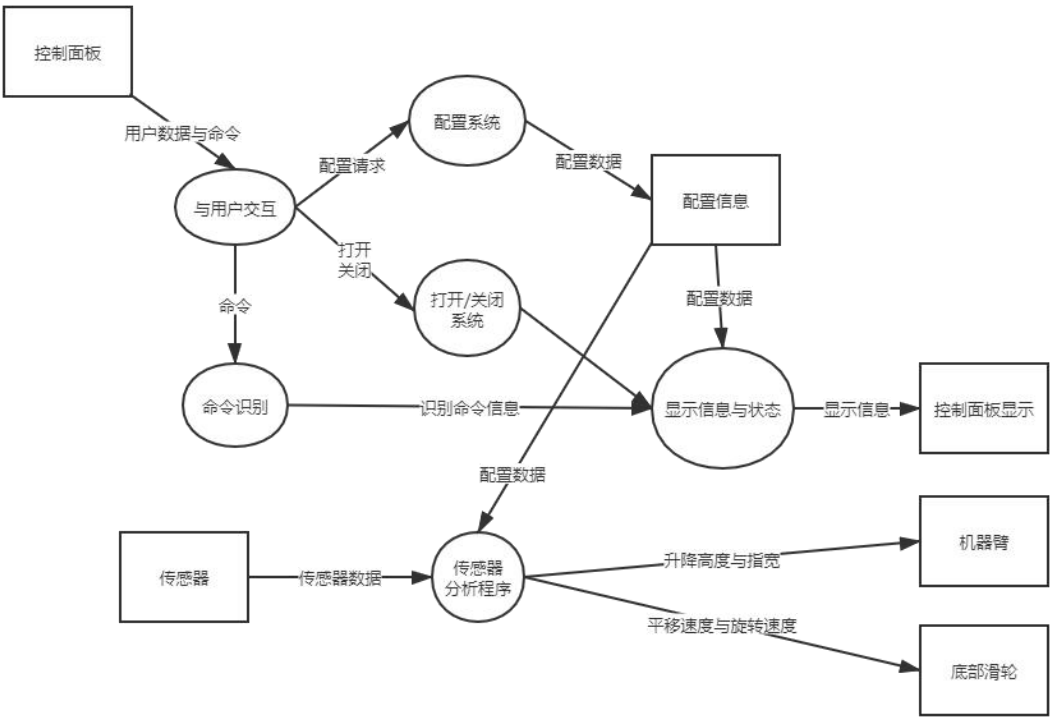 控制面板
用户数据与命令
配置系统
配置请求
配置数据
与用户交互
配置信息
打开
关闭
打开/关闭
系统
配置数据
命令
命令识别
识别命令信息
显示信息与状态
显示信息
控制面板显示
配置数据
传感器
传感器数据
传感器
分析程序
升降高度与指宽
机器臂
平移速度与旋转速度
底部滑轮